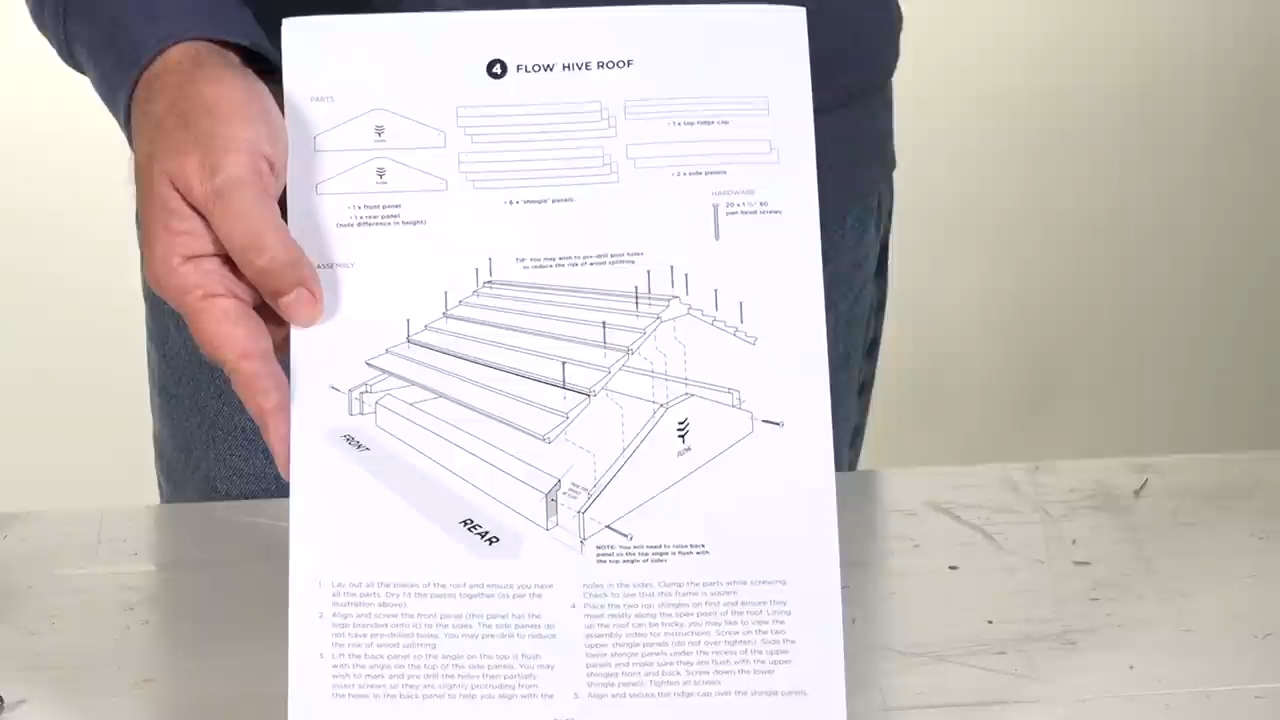 4 FLOW HIVE ROOF
PARTS
FLOW
FLOW
• 1 x front panel
• 1 x rear panel
(note difference in height)
• 6 x "shingle" panels
• 1 x top ridge cap
• 2 x side panels
HARDWARE
20 x 1
pan head screws
ASSEMBLY
TIP: You may wish to pre-drill pilot holes
to reduce the risk of wood splitting.
FRONT
REAR
FLOW
NOTE: You will need to raise back
panel so the top angle is flush with
the top angle of sides
1. Lay out all the pieces of the roof and ensure you have
all the parts. Dry fit the pieces together (as per the
illustration above).
2. Align and screw the front panel (this panel has the
logo branded onto it) to the sides. The side panels do
not have pre-drilled holes. You may pre-drill to reduce
the risk of wood splitting.
3. Lift the back panel so the angle on the top is flush
with the angle on the top of the side panels. You may
wish to mark and pre drill the holes then partially
insert screws so they are slightly protruding from
the holes in the back panel to help you align with the
holes in the sides. Clamp the parts while screwing.
Check to see that this frame is square.
4. Place the two top shingles on first and ensure they
meet neatly along the apex point of the roof. Lining
up the roof can be tricky, you may like to view the
assembly video for instructions. Screw on the two
upper shingle panels (do not over tighten). Slide the
lower shingle panels under the recess of the upper
panels and make sure they are flush with the upper
shingles front and back. Screw down the lower
shingle panels. Tighten all screws.
5. Align and secure the ridge cap over the shingle panels.